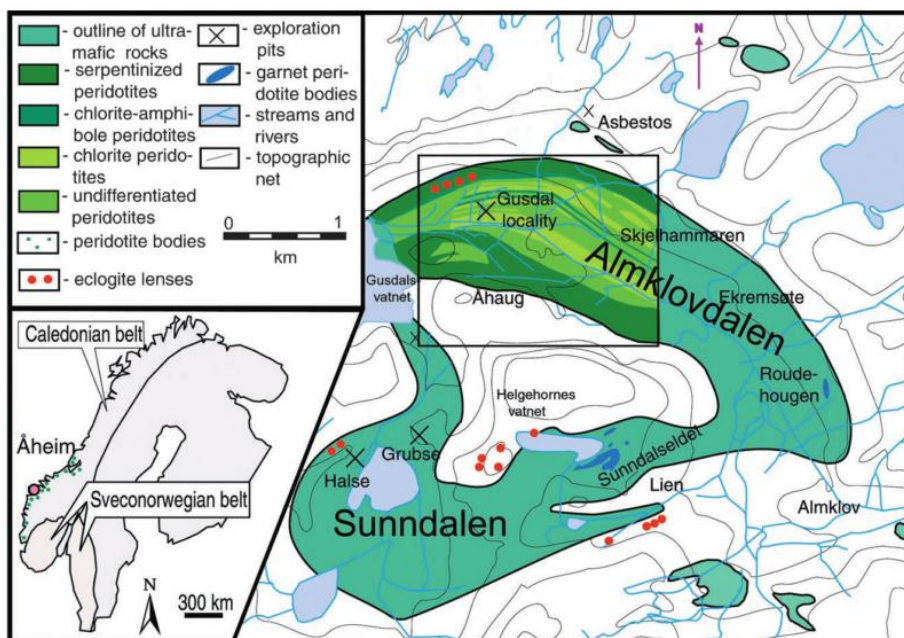 - outline of ultra-
mafic rocks
- serpentinized
peridotites
- chlorite-amphi-
bole peridotites
- chlorite perido-
tites
- undifferentiated
peridotites
- peridotite bodies
- eclogite lenses
- exploration
pits
- garnet peri-
dotite bodies
- streams and
rivers
- topographic
net
0 1
km
N
Asbestos
Gusdal
locality
Skjelhammaren
Almklovdalen
Gusdals
vatnet
Åhaug
Ekremsøte
Roude-
hougen
Helgehornes
vatnet
Sunndalseldet
Grubse
Halse
Lien
Almklov
Sunndalen
Caledonian belt
Åheim
Sveconorwegian belt
N
300 km